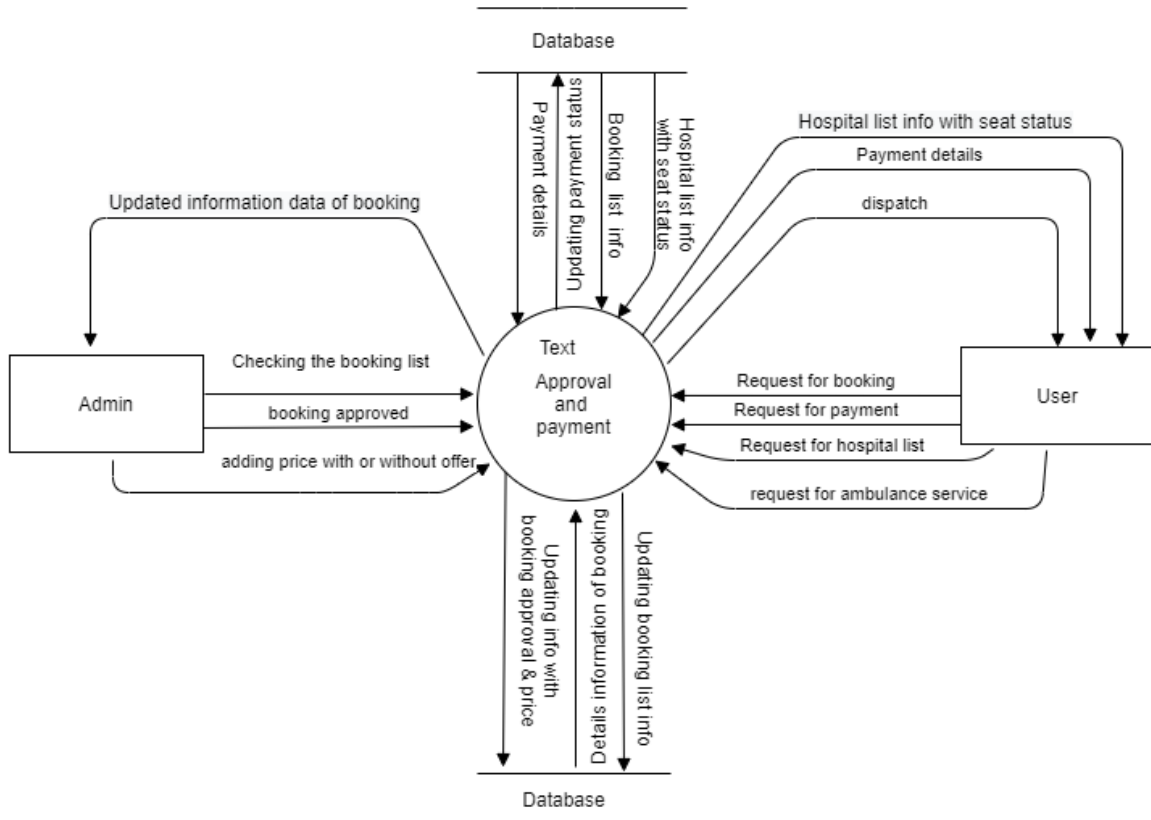 Database
Payment details
Updating payment status
Booking list info
Hospital list info
with seat status
Hospital list info with seat status
Payment details
dispatch
Updated information data of booking
Admin
Checking the booking list
booking approved
adding price with or without offer
Text
Approval
and
payment
Request for booking
Request for payment
Request for hospital list
request for ambulance service
User
Updating info with
booking approval & price
Details information of booking
Updating booking list info
Database